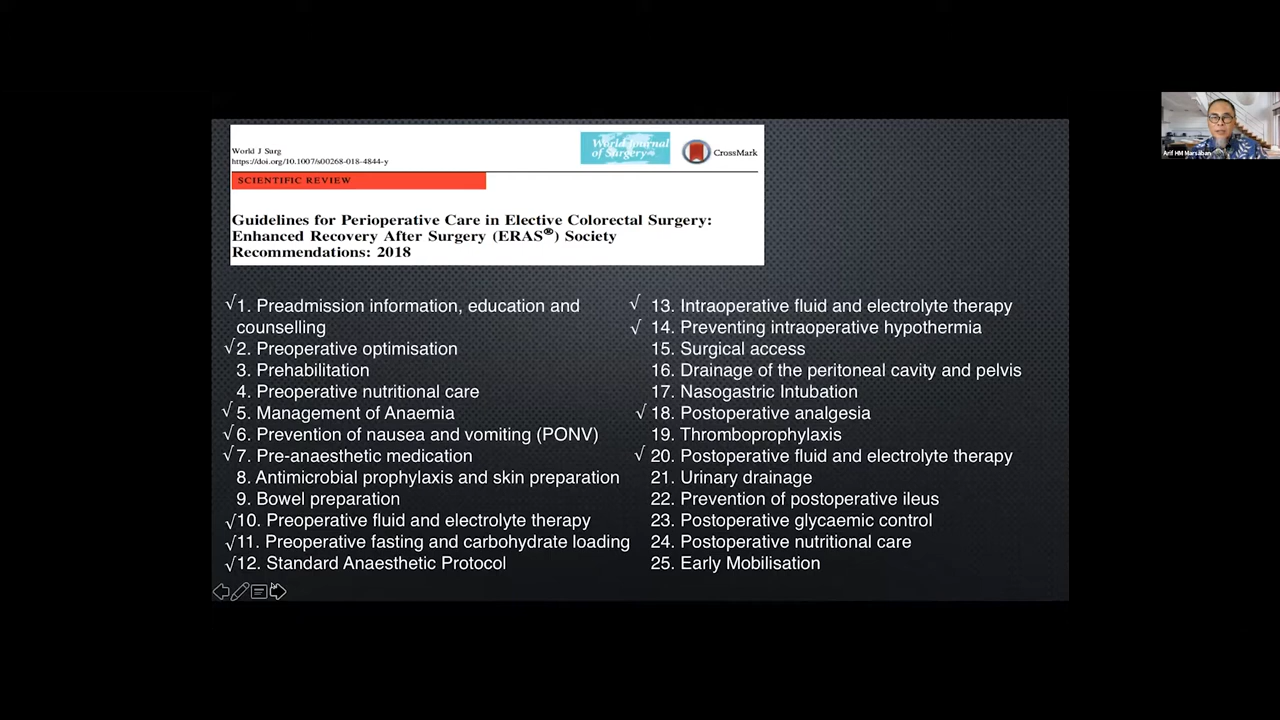 World J Surg
https://doi.org/10.1007/s00268-018-4844-y
World Journal
of Surgery
CrossMark
SCIENTIFIC REVIEW
Guidelines for Perioperative Care in Elective Colorectal Surgery:
Enhanced Recovery After Surgery (ERAS®) Society
Recommendations: 2018
√1. Preadmission information, education and
counselling
√2. Preoperative optimisation
3. Prehabilitation
4. Preoperative nutritional care
√5. Management of Anaemia
√6. Prevention of nausea and vomiting (PONV)
√7. Pre-anaesthetic medication
8. Antimicrobial prophylaxis and skin preparation
9. Bowel preparation
√10. Preoperative fluid and electrolyte therapy
√11. Preoperative fasting and carbohydrate loading
√12. Standard Anaesthetic Protocol
√ 13. Intraoperative fluid and electrolyte therapy
√ 14. Preventing intraoperative hypothermia
15. Surgical access
16. Drainage of the peritoneal cavity and pelvis
17. Nasogastric Intubation
√ 18. Postoperative analgesia
19. Thromboprophylaxis
√ 20. Postoperative fluid and electrolyte therapy
21. Urinary drainage
22. Prevention of postoperative ileus
23. Postoperative glycaemic control
24. Postoperative nutritional care
25. Early Mobilisation
Arif HM Marsaban